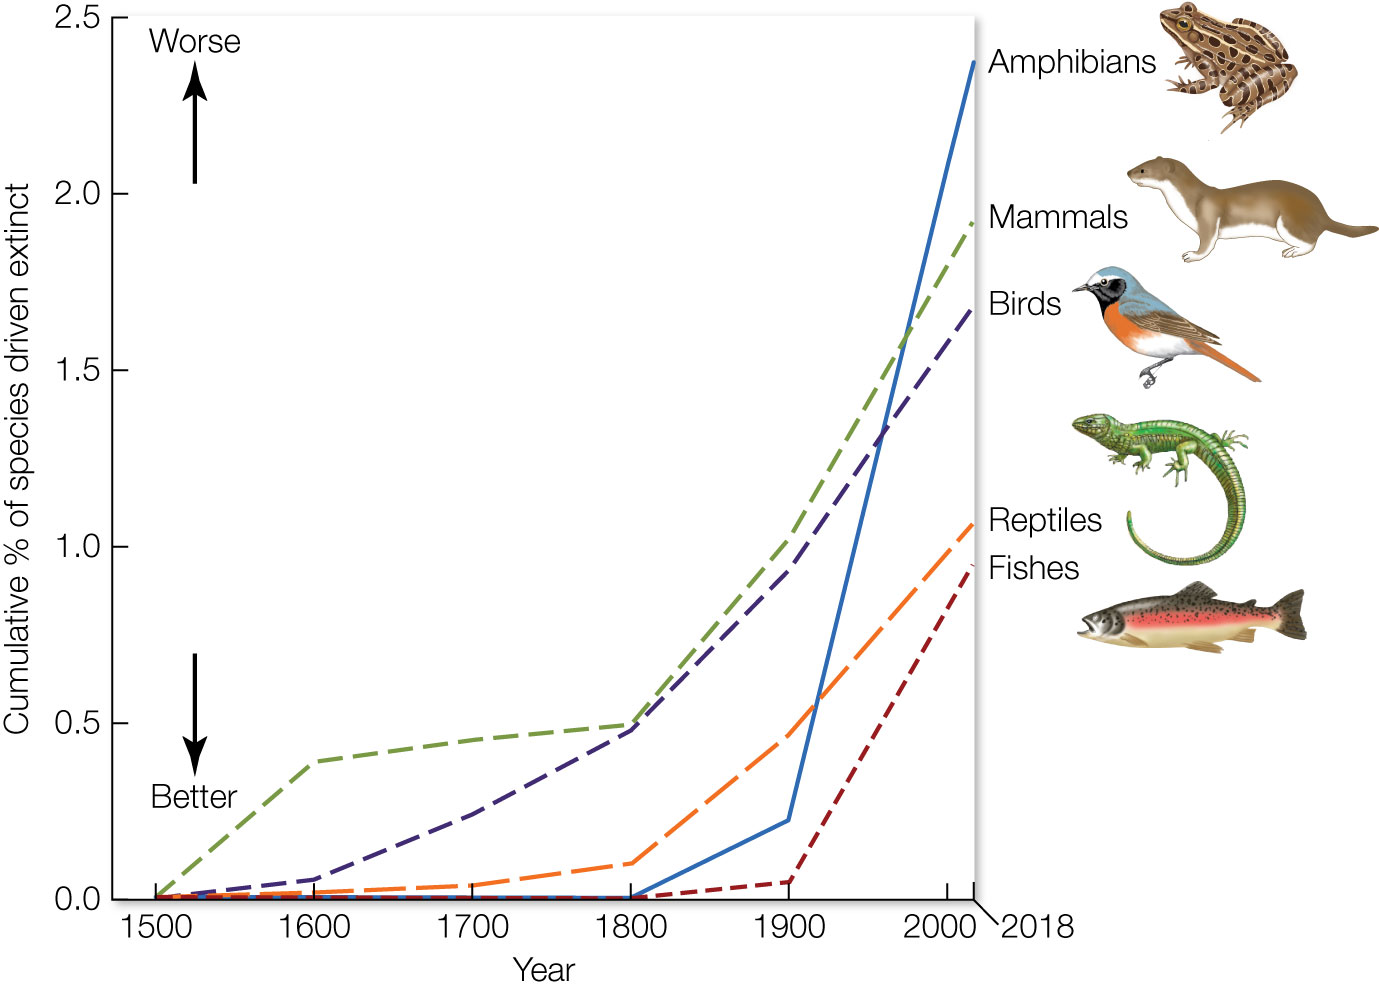 Cumulative % of species driven extinct
2.5
2.0
1.5
1.0
0.5
0.0
Worse
Better
Amphibians
Mammals
Birds
Reptiles
Fishes
1500 1600 1700 1800 1900 2000 2018
Year